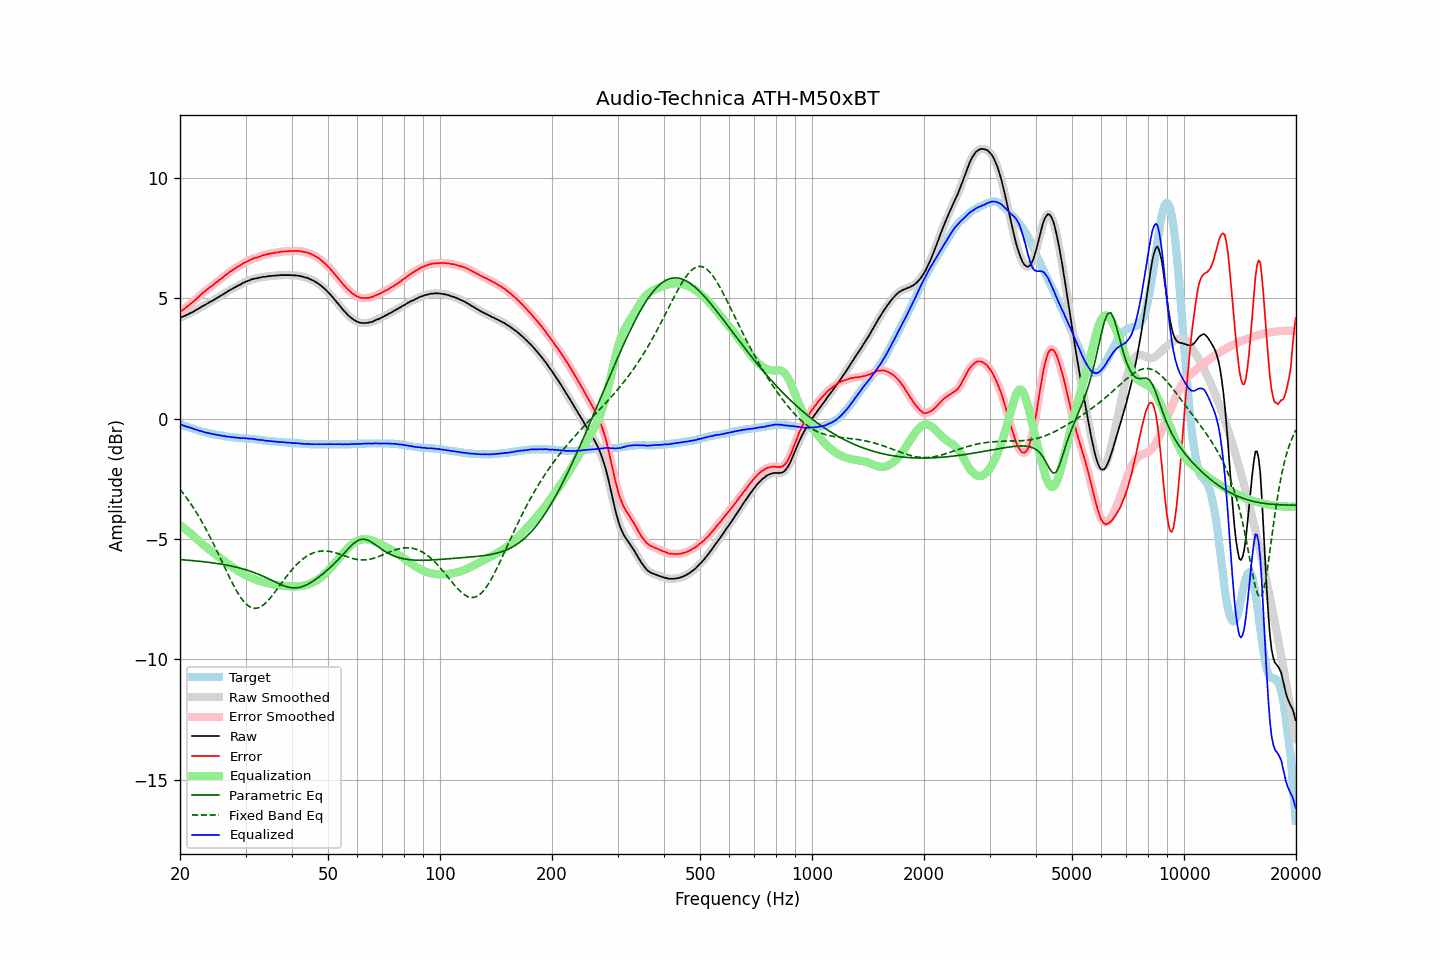 Audio-Technica ATH-M50xBT
Amplitude (dBr)
10
5
0
−5
−10
−15
Target
Raw Smoothed
Error Smoothed
Raw
Error
Equalization
Parametric Eq
Fixed Band Eq
Equalized
20 50 100 200 500 1000 2000 5000 10000 20000
Frequency (Hz)